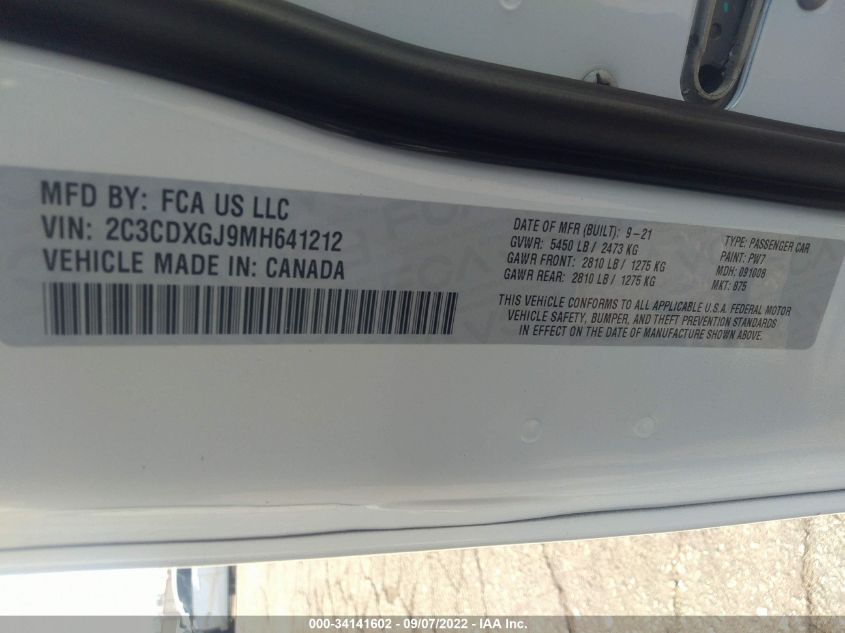 MFD BY: FCA US LLC
VIN: 2C3CDXGJ9MH641212
VEHICLE MADE IN: CANADA
DATE OF MFR (BUILT): 9-21
GVWR: 5450 LB / 2473 KG
GAWR FRONT: 2810 LB / 1275 KG
GAWR REAR: 2810 LB / 1275 KG
TYPE: PASSENGER CAR
PAINT: PW7
MDH: 091008
MKT: 875
THIS VEHICLE CONFORMS TO ALL APPLICABLE U.S.A. FEDERAL MOTOR
VEHICLE SAFETY, BUMPER, AND THEFT PREVENTION STANDARDS
IN EFFECT ON THE DATE OF MANUFACTURE SHOWN ABOVE.
000-34141602 - 09/07/2022 - IAA Inc.